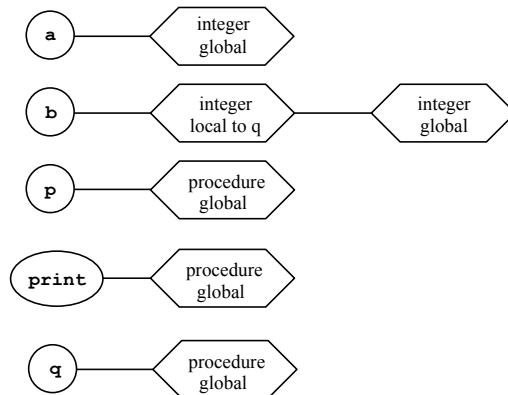 a
integer
global
b
integer
local to q
integer
global
p
procedure
global
print
procedure
global
q
procedure
global